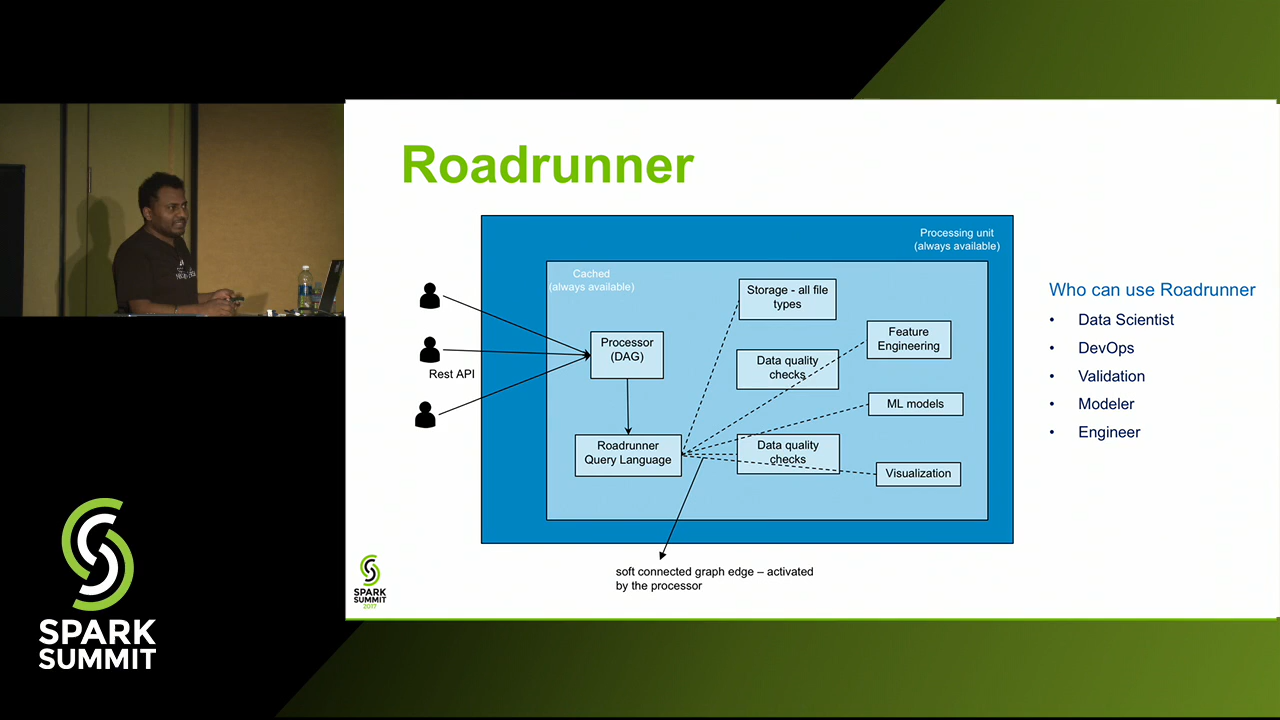 Roadrunner
Processing unit
(always available)
Cached
(always available)
Storage - all file
types
Feature
Engineering
Processor
(DAG)
Data quality
checks
Rest API
ML models
Roadrunner
Query Language
Data quality
checks
Visualization
soft connected graph edge – activated
by the processor
Who can use Roadrunner
• Data Scientist
• DevOps
• Validation
• Modeler
• Engineer
SPARK
SUMMIT
2017
SPARK
SUMMIT